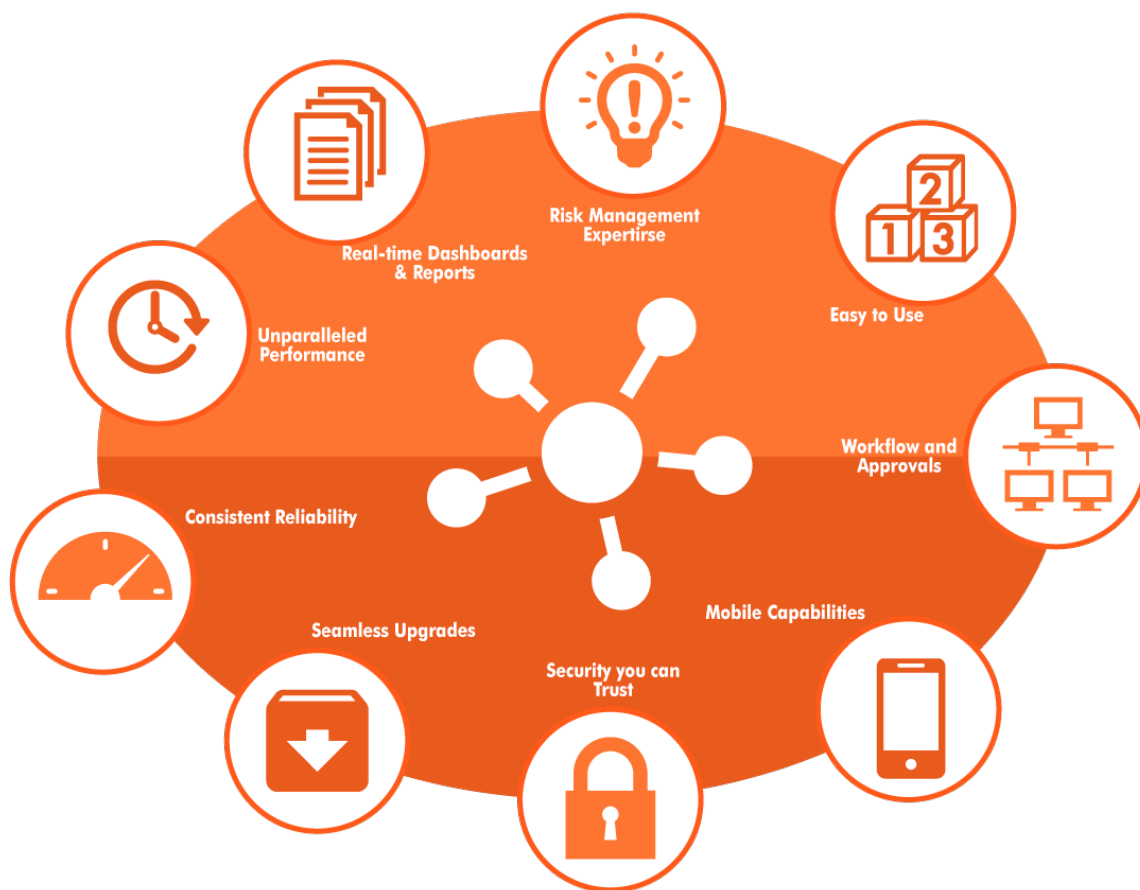 Risk Management
Expertirse
Real-time Dashboards
& Reports
2
1 3
Easy to Use
Unparalleled
Performance
Workflow and
Approvals
Consistent Reliability
Mobile Capabilities
Seamless Upgrades
Security you can
Trust